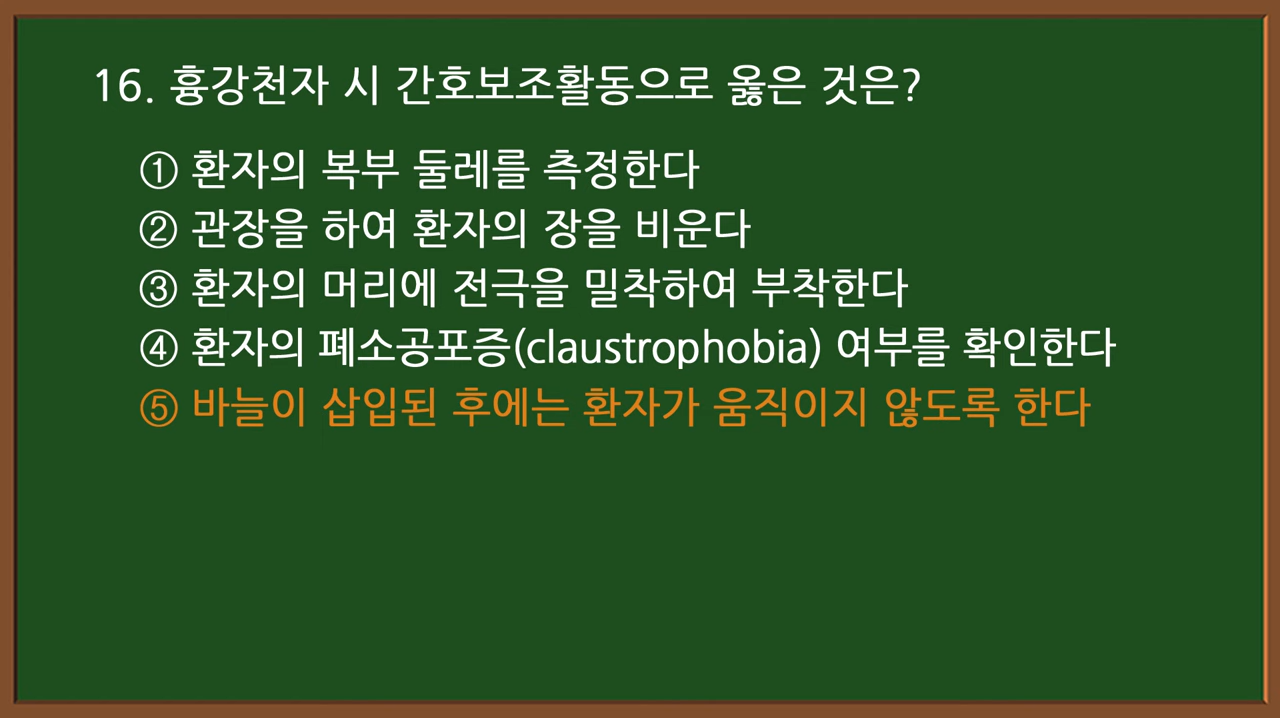 16. 흉강천자 시 간호보조활동으로 옳은 것은?
① 환자의 복부 둘레를 측정한다
② 관장을 하여 환자의 장을 비운다
③ 환자의 머리에 전극을 밀착하여 부착한다
④ 환자의 폐소공포증(claustrophobia) 여부를 확인한다
⑤ 바늘이 삽입된 후에는 환자가 움직이지 않도록 한다